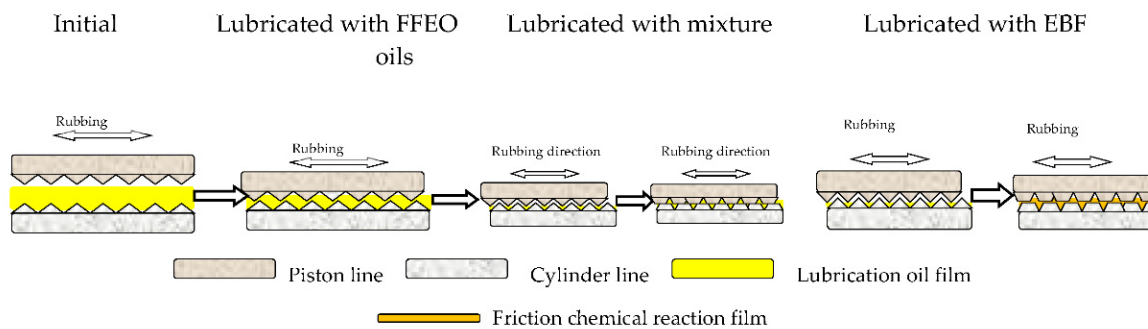 Initial
Lubricated with FFEO
oils
Lubricated with mixture
Lubricated with EBF
Rubbing
Rubbing
Rubbing direction
Rubbing direction
Rubbing
Rubbing
Piston line
Cylinder line
Lubrication oil film
Friction chemical reaction film